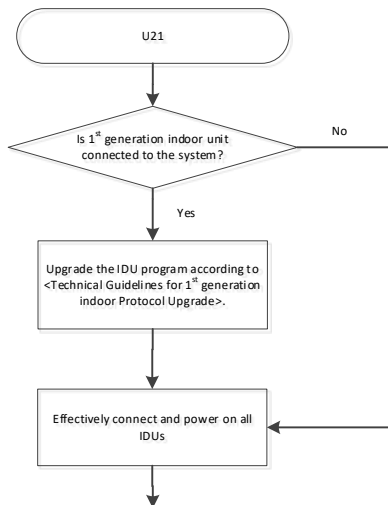 U21
Is 1st generation indoor unit
connected to the system?
No
Yes
Upgrade the IDU program according to
<Technical Guidelines for 1st generation
indoor Protocol Upgrade>.
Effectively connect and power on all
IDUs